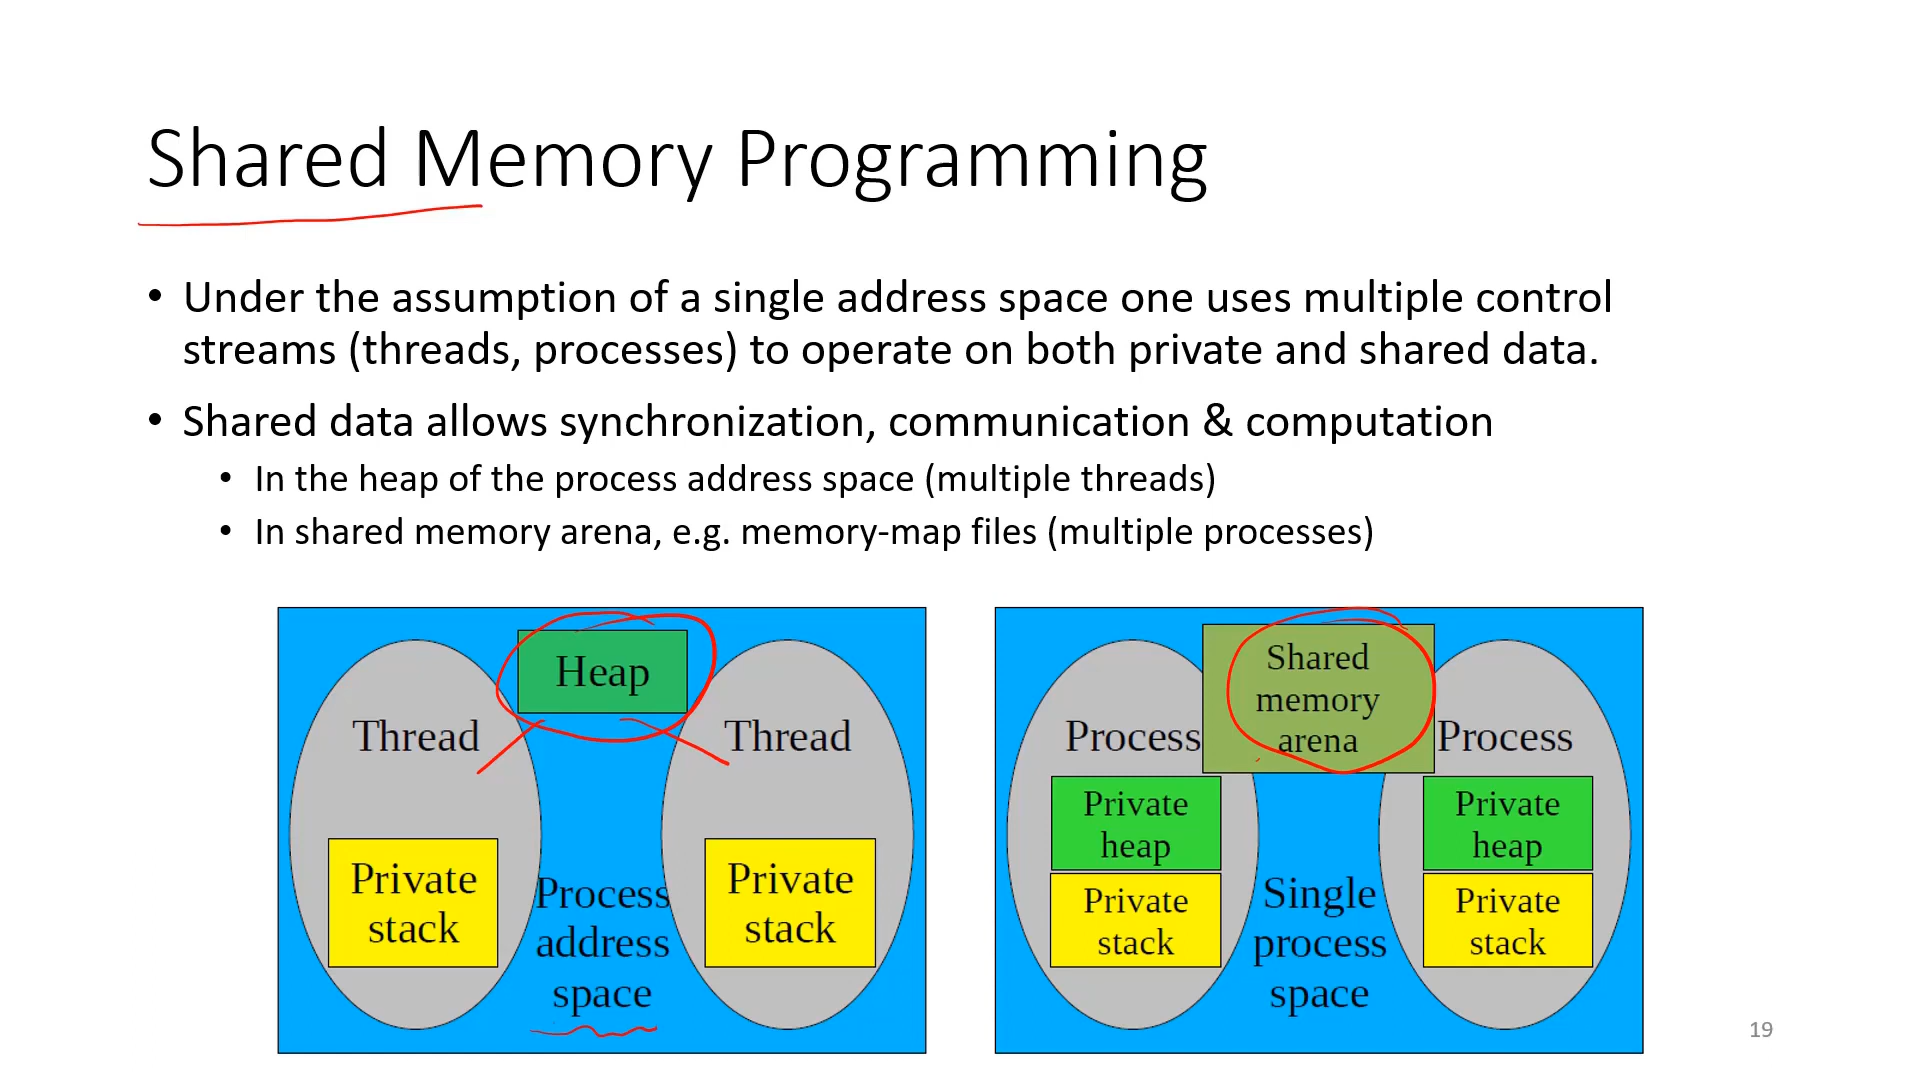 Shared Memory Programming
• Under the assumption of a single address space one uses multiple control
streams (threads, processes) to operate on both private and shared data.
• Shared data allows synchronization, communication & computation
• In the heap of the process address space (multiple threads)
• In shared memory arena, e.g. memory-map files (multiple processes)
Heap
Thread
Thread
Private
stack
Process
address
space
Private
stack
Shared
memory
arena
Process
Process
Private
heap
Private
stack
Single
process
space
Private
heap
Private
stack
19